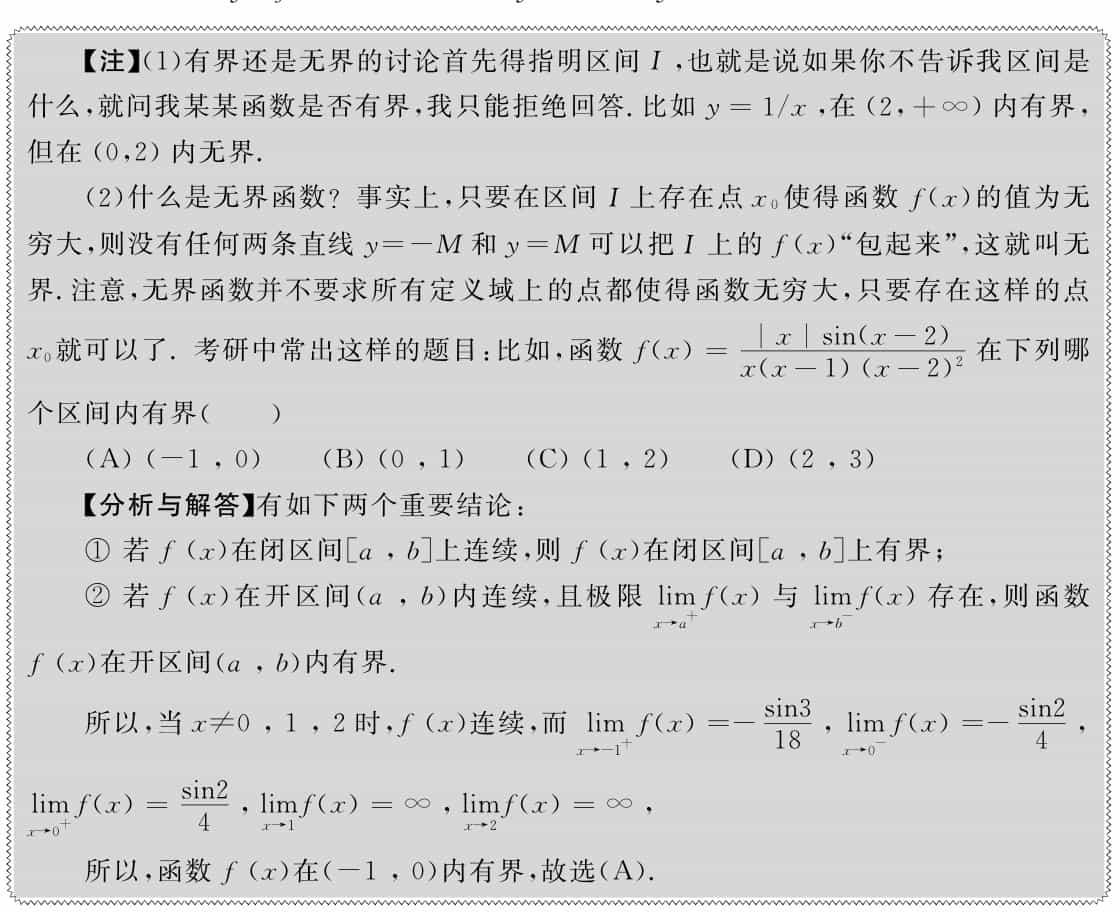 【注】(1)有界还是无界的讨论首先得指明区间 I ,也就是说如果你不告诉我区间是
什么,就问我某某函数是否有界,我只能拒绝回答. 比如 y = 1/x ,在 (2, +∞) 内有界,
但在 (0,2) 内无界.
(2)什么是无界函数? 事实上,只要在区间 I 上存在点 x₀ 使得函数 f(x)的值为无
穷大,则没有任何两条直线 y=-M 和 y=M 可以把 I 上的 f(x)“包起来”,这就叫无
界. 注意,无界函数并不要求所有定义域上的点都使得函数无穷大,只要存在这样的点
x₀ 就可以了. 考研中常出这样的题目:比如,函数 f(x) = \frac{|x| sin(x-2)}{x(x-1)(x-2)²} 在下列哪
个区间内有界( )
(A) (-1 , 0) (B) (0 , 1) (C) (1 , 2) (D) (2 , 3)
【分析与解答】有如下两个重要结论:
① 若 f (x)在闭区间[a , b]上连续,则 f (x)在闭区间[a , b]上有界;
② 若 f (x)在开区间(a , b)内连续,且极限 \lim_{x→a⁺} f(x) 与 \lim_{x→b⁻} f(x) 存在,则函数
f (x)在开区间(a , b)内有界.
所以,当 x≠0 , 1 , 2 时,f (x)连续,而 \lim_{x→-1⁺} f(x) =-\frac{sin3}{18} , \lim_{x→0⁻} f(x) =-\frac{sin2}{4} ,
\lim_{x→0⁺} f(x) = \frac{sin2}{4} , \lim_{x→1} f(x) = ∞ , \lim_{x→2} f(x) = ∞ ,
所以,函数 f (x)在(-1 , 0)内有界,故选(A).